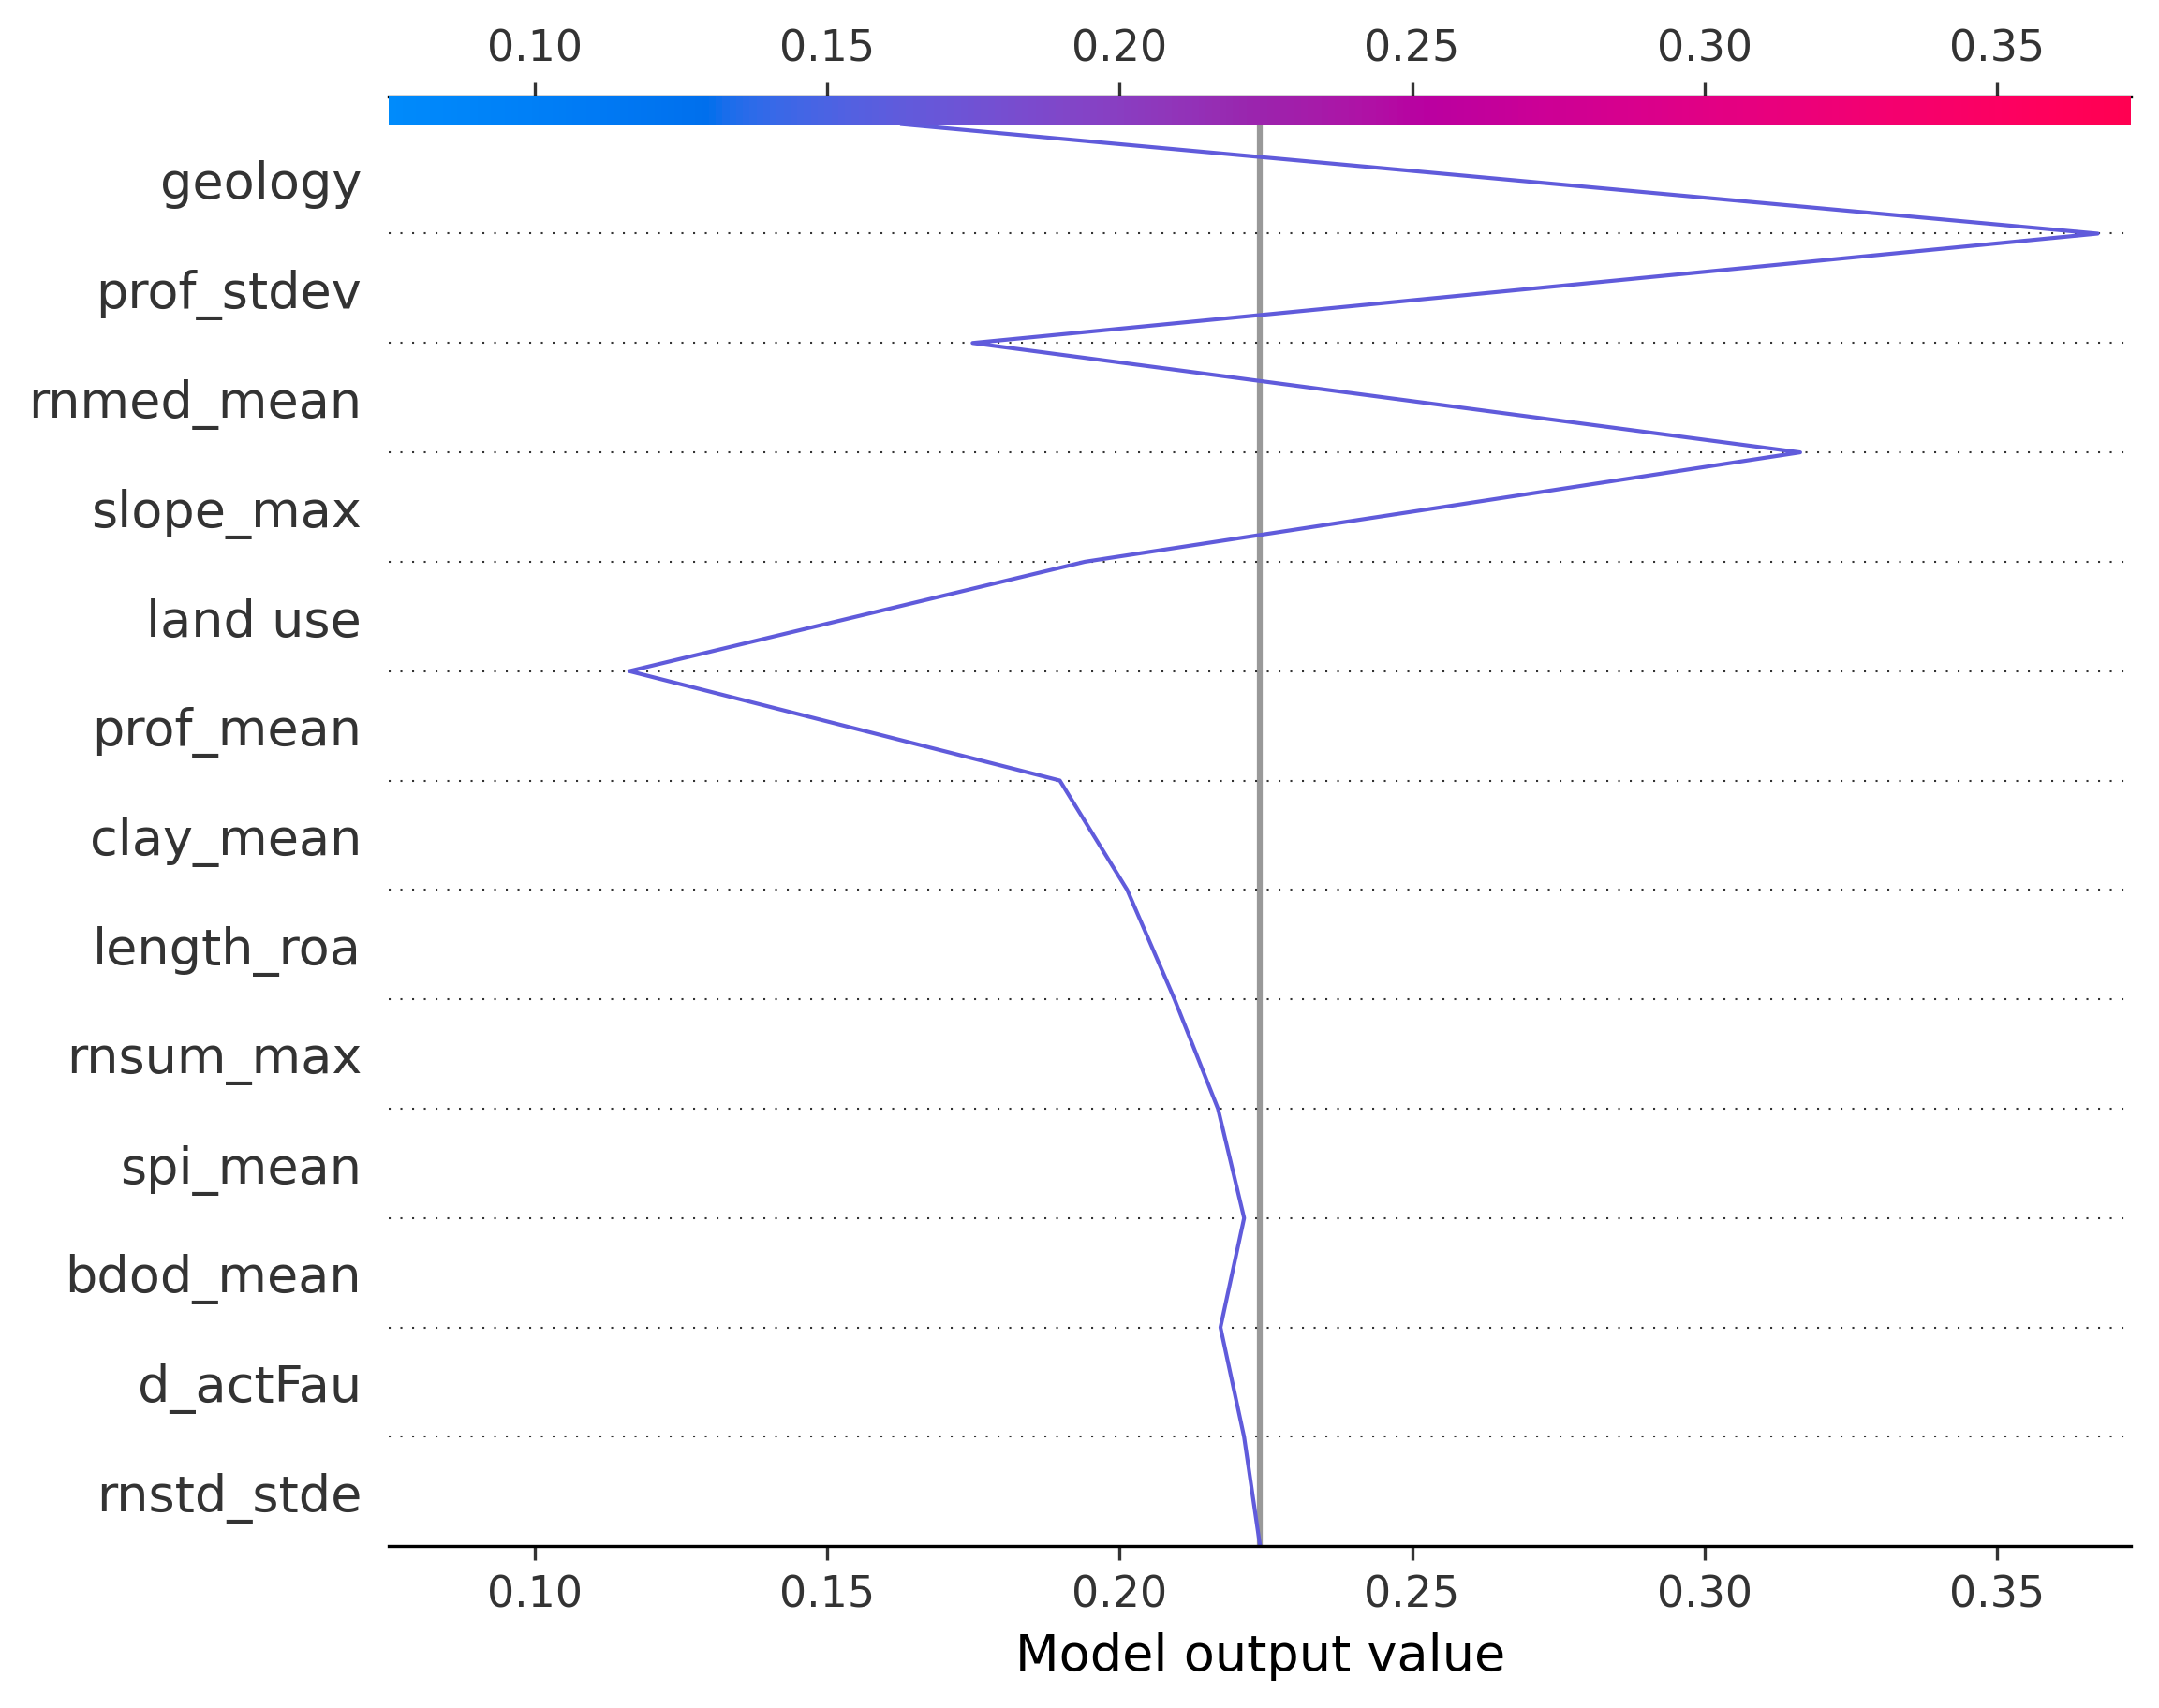 0.10 0.15 0.20 0.25 0.30 0.35
geology
prof_stdev
rnmed_mean
slope_max
land use
prof_mean
clay_mean
length_roa
rnsum_max
spi_mean
bdod_mean
d_actFau
rnstd_stde
0.10 0.15 0.20 0.25 0.30 0.35
Model output value